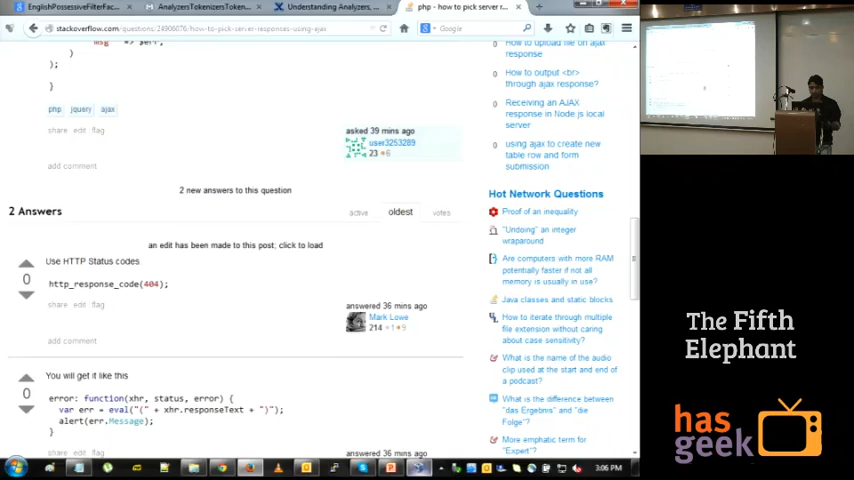 EnglishPossessiveFilterFac...
AnalyzersTokenizersToken...
Understanding Analyzers, ...
php - how to pick server r...
stackoverflow.com/questions/28906076/how-to-pick-server-responses-using-ajax
Google
"msg" => $err,
)
);
}
php jquery ajax
share edit flag
asked 39 mins ago
user3253289
23 6
add comment
2 new answers to this question
2 Answers
active oldest votes
an edit has been made to this post; click to load
Use HTTP Status codes
0
http_response_code(404);
share edit flag
answered 36 mins ago
Mark Lowe
214 1 9
add comment
You will get it like this
0
error: function(xhr, status, error) {
var err = eval("(" + xhr.responseText + ")");
alert(err.Message);
}
share edit flag
answered 36 mins ago
0 How to upload file on ajax
response
0 How to output <br>
through ajax response?
0 Receiving an AJAX
response in Node js local
server
0 using ajax to create new
table row and form
submission
Hot Network Questions
Proof of an inequality
"Undoing" an integer
wraparound
Are computers with more RAM
potentially faster if not all
memory is usually in use?
Java classes and static blocks
How to iterate through multiple
file extension without caring
about case sensitivity?
What is the name of the audio
clip used at the start and end of
a podcast?
What is the difference between
"das Ergebnis" and "die
Folge"?
More emphatic term for
"Expert"?
3:06 PM
The Fifth
Elephant
has
geek